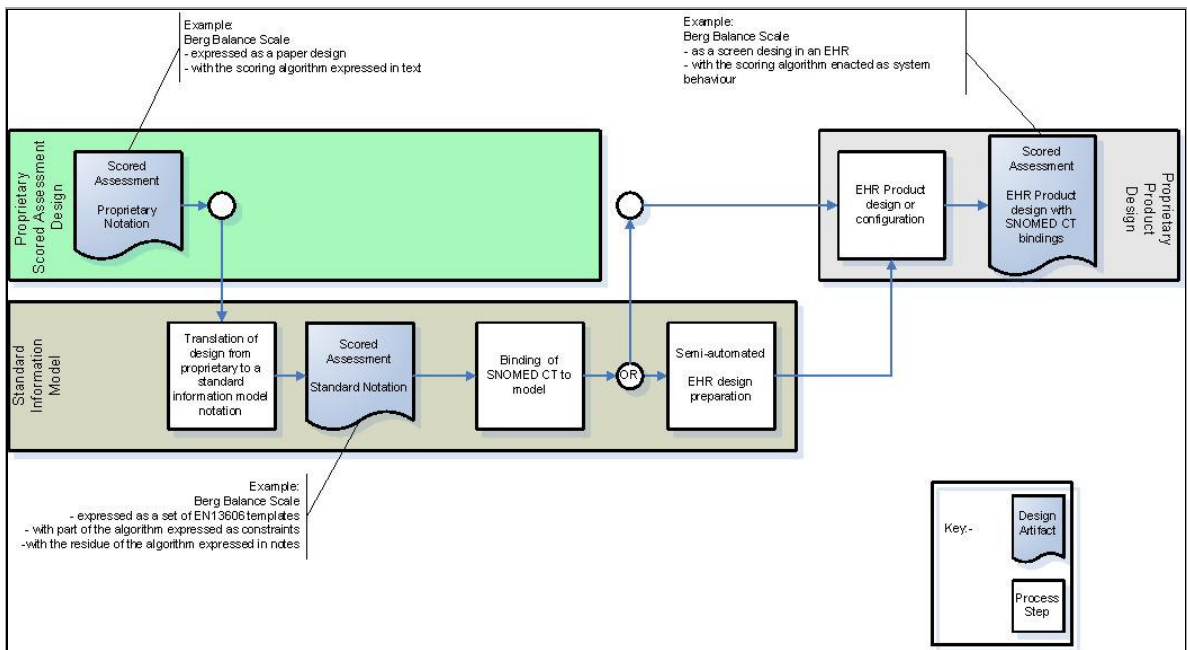 Example:
Berg Balance Scale
- expressed as a paper design
- with the scoring algorithm expressed in text
Example:
Berg Balance Scale
- as a screen desing in an EHR
- with the scoring algorithm enacted as system
behaviour
Proprietary
Scored Assessment
Design
Scored
Assessment
Proprietary
Notation
EHR Product
design or
configuration
Scored
Assessment
EHR Product
design with
SNOMED CT
bindings
Proprietary
Product
Design
Standard
Information
Model
Translation of
design from
proprietary to a
standard
information model
notation
Scored
Assessment
Standard Notation
Binding of
SNOMED CT to
model
OR
Semi-automated
EHR design
preparation
Example:
Berg Balance Scale
- expressed as a set of EN13606 templates
- with part of the algorithm expressed as constraints
-with the residue of the algorithm expressed in notes
Key:-
Design
Artifact
Process
Step